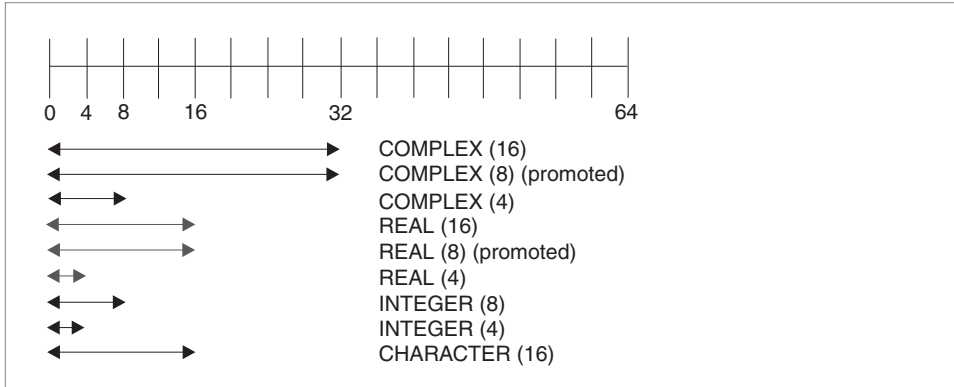 0 4 8 16 32 64
COMPLEX (16)
COMPLEX (8) (promoted)
COMPLEX (4)
REAL (16)
REAL (8) (promoted)
REAL (4)
INTEGER (8)
INTEGER (4)
CHARACTER (16)